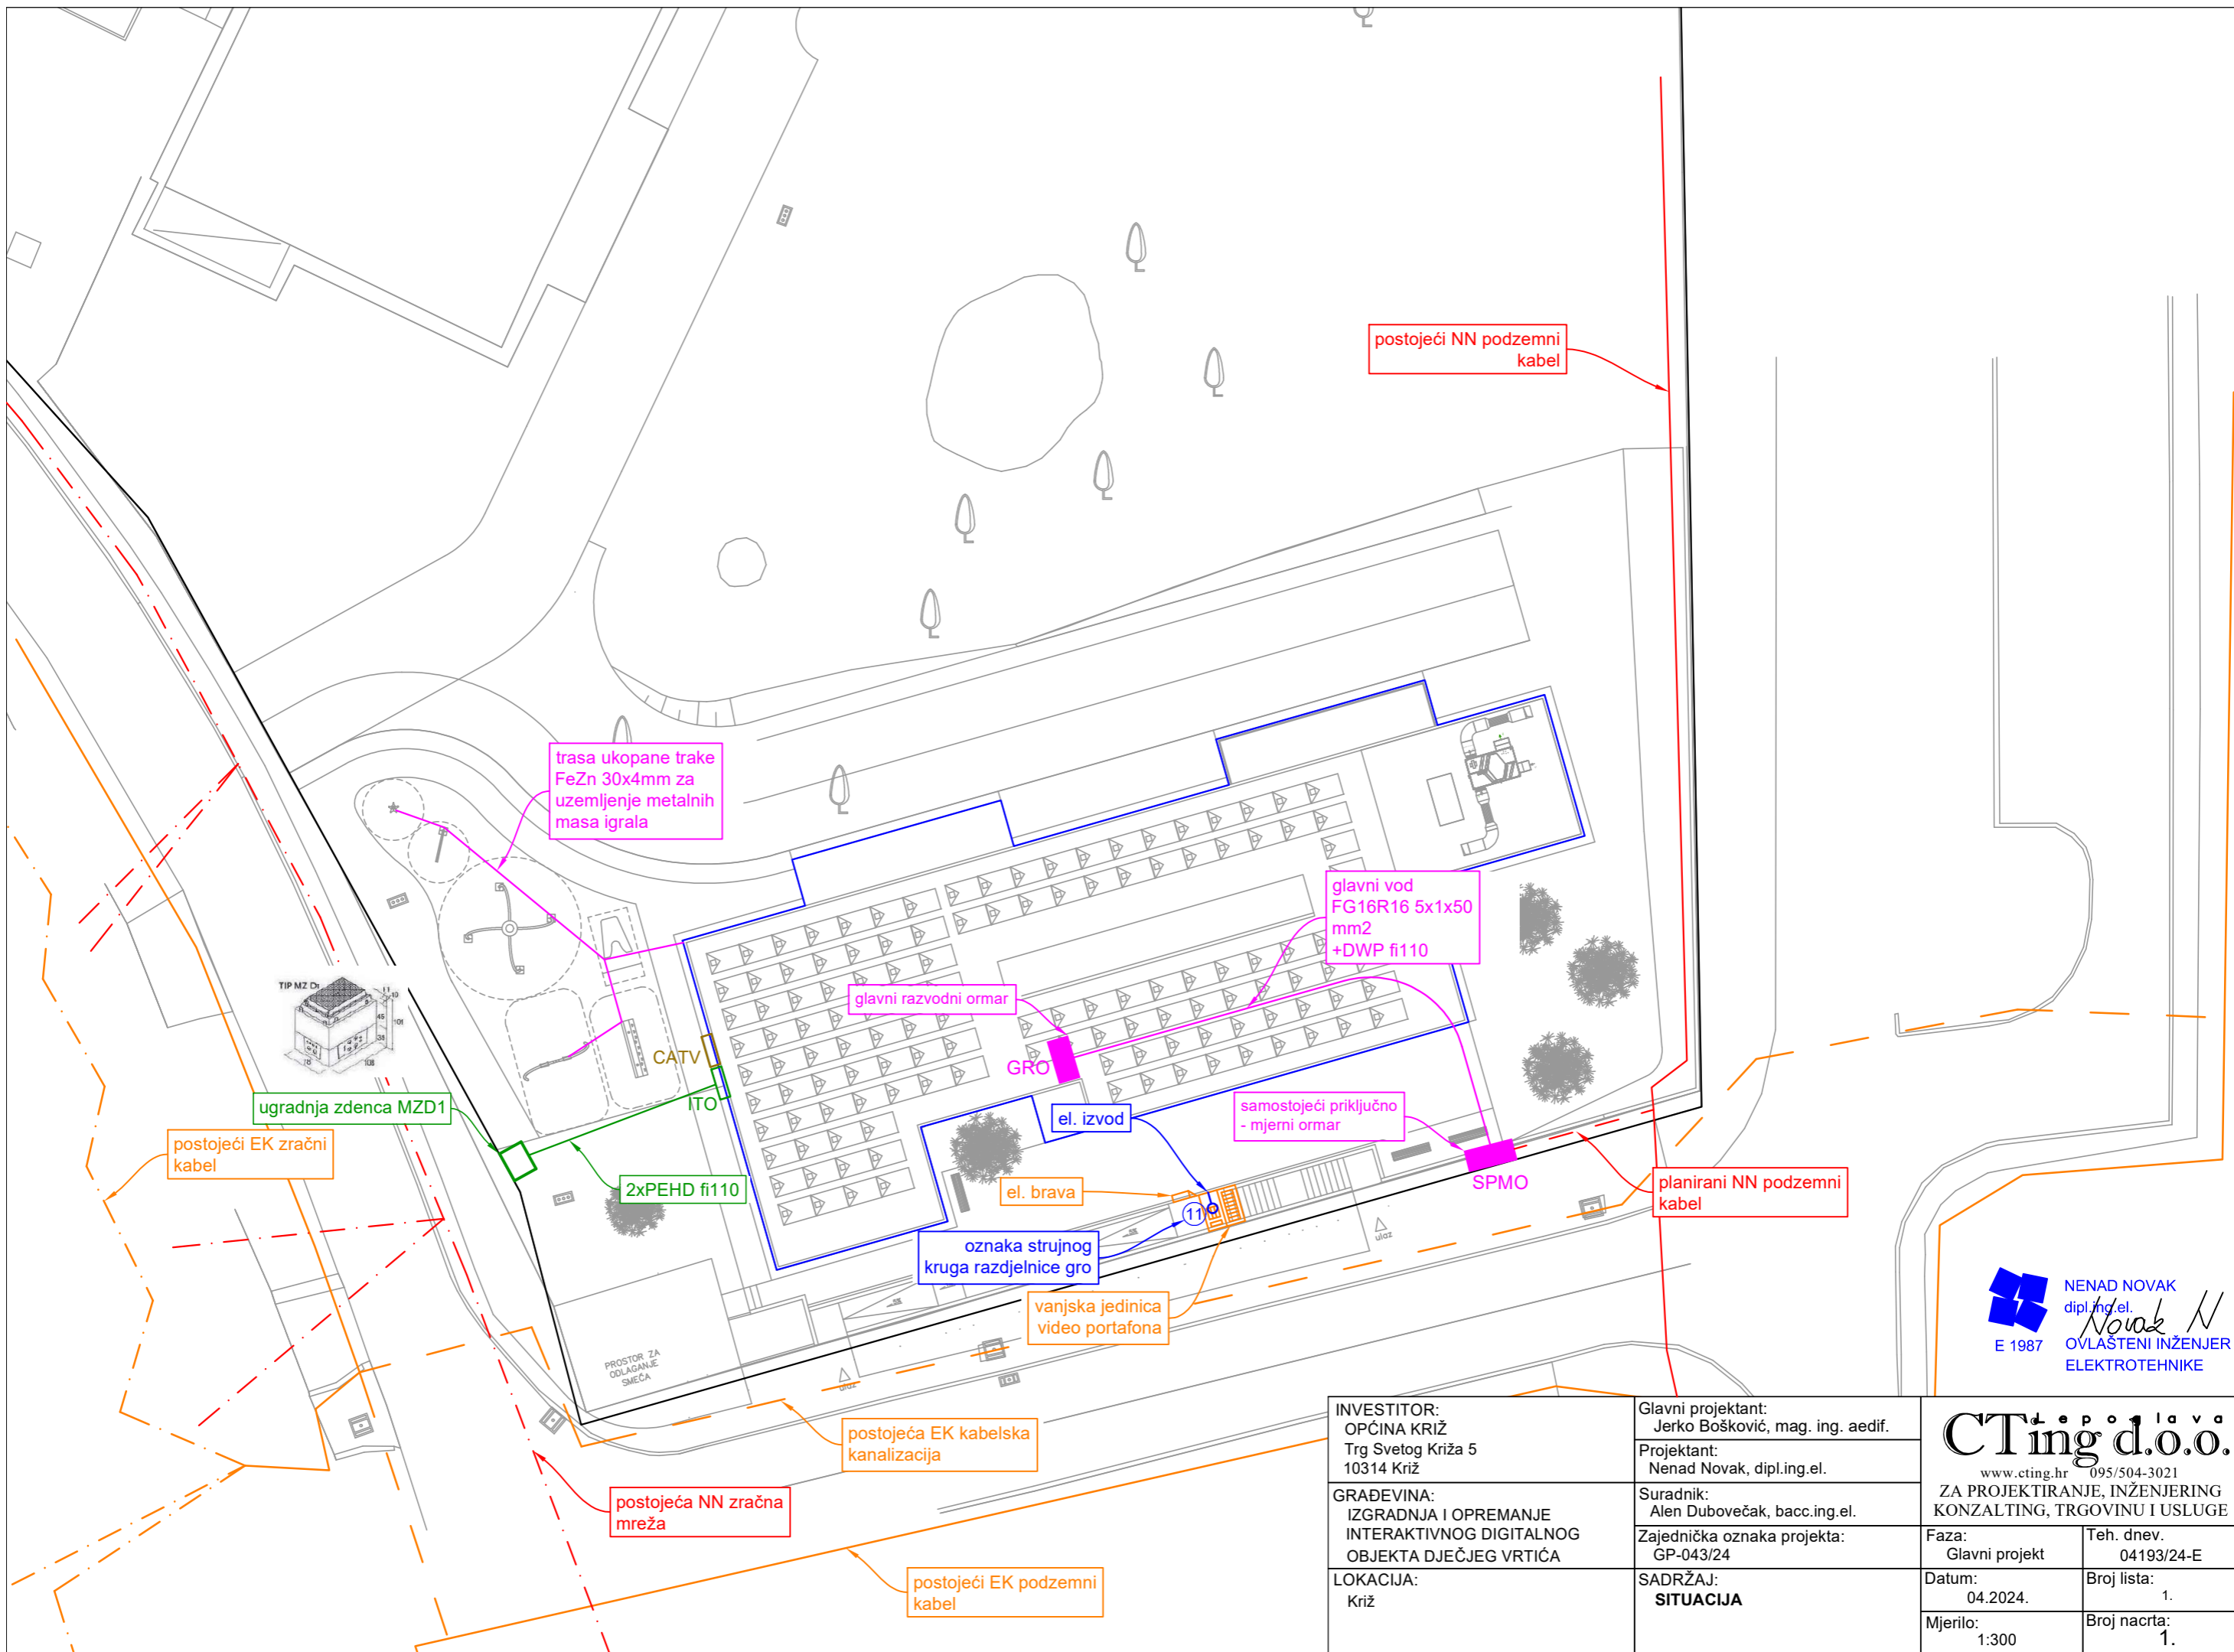 postojeći NN podzemni
kabel
trasa ukopane trake
FeZn 30x4mm za
uzemljenje metalnih
masa igrala
glavni vod
FG16R16 5x1x50
mm2
+DWP fi110
glavni razvodni ormar
GRO
CATV
ITO
TIP MZ
ugradnja zdenca MZD1
postojeći EK zračni
kabel
2xPEHD fi110
el. izvod
samostojeći priključno
- mjerni ormar
SPMO
el. brava
11
planirani NN podzemni
kabel
oznaka strujnog
kruga razdjelnice gro
vanjska jedinica
video portafona
ulaz
ulaz
PROSTOR ZA
ODLAGANJE
SMEĆA
postojeća EK kabelska
kanalizacija
postojeća NN zračna
mreža
postojeći EK podzemni
kabel
NENAD NOVAK
dipl.ing.el.
Novak N
E 1987
OVLAŠTENI INŽENJER
ELEKTROTEHNIKE
INVESTITOR:
OPĆINA KRIŽ
Trg Svetog Križa 5
10314 Križ
GRAĐEVINA:
IZGRADNJA I OPREMANJE
INTERAKTIVNOG DIGITALNOG
OBJEKTA DJEČJEG VRTIĆA
LOKACIJA:
Križ
Glavni projektant:
Jerko Bošković, mag. ing. aedif.
Projektant:
Nenad Novak, dipl.ing.el.
Suradnik:
Alen Dubovečak, bacc.ing.el.
Zajednička oznaka projekta:
GP-043/24
SADRŽAJ:
SITUACIJA
Lepoglava
CTing d.o.o.
www.cting.hr 095/504-3021
ZA PROJEKTIRANJE, INŽENJERING
KONZALTING, TRGOVINU I USLUGE
Faza:
Glavni projekt
Teh. dnev.
04193/24-E
Datum:
04.2024.
Broj lista:
1.
Mjerilo:
1:300
Broj nacrta:
1.